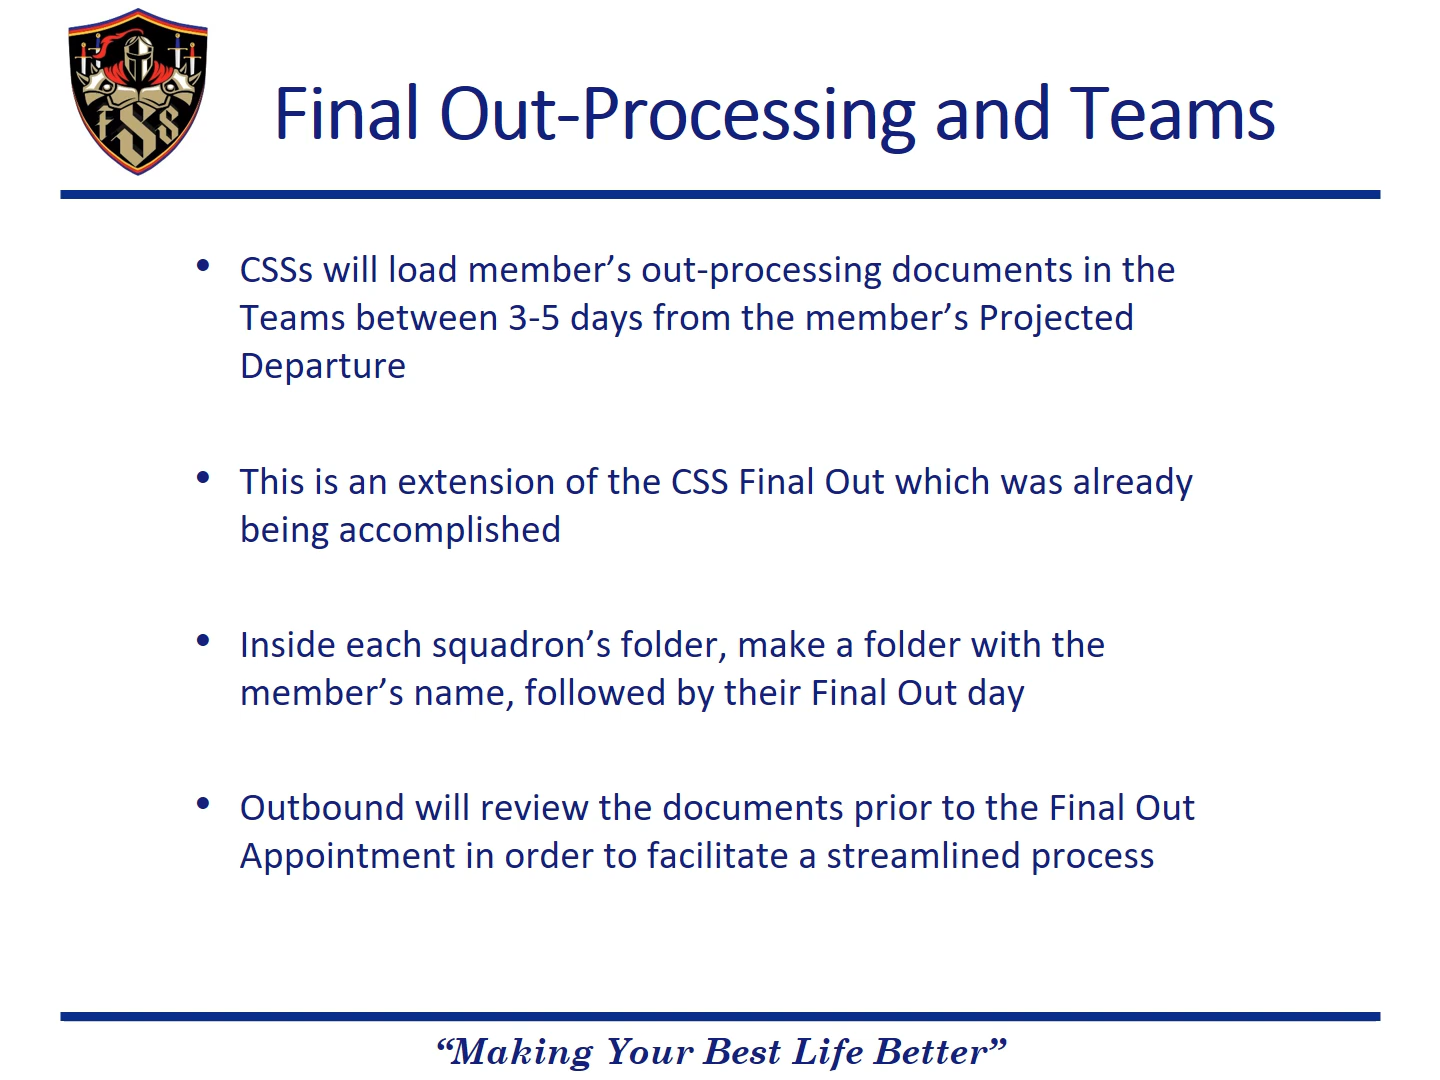 FSS
Final Out-Processing and Teams
• CSSs will load member’s out-processing documents in the
Teams between 3-5 days from the member’s Projected
Departure
• This is an extension of the CSS Final Out which was already
being accomplished
• Inside each squadron’s folder, make a folder with the
member’s name, followed by their Final Out day
• Outbound will review the documents prior to the Final Out
Appointment in order to facilitate a streamlined process
“Making Your Best Life Better”